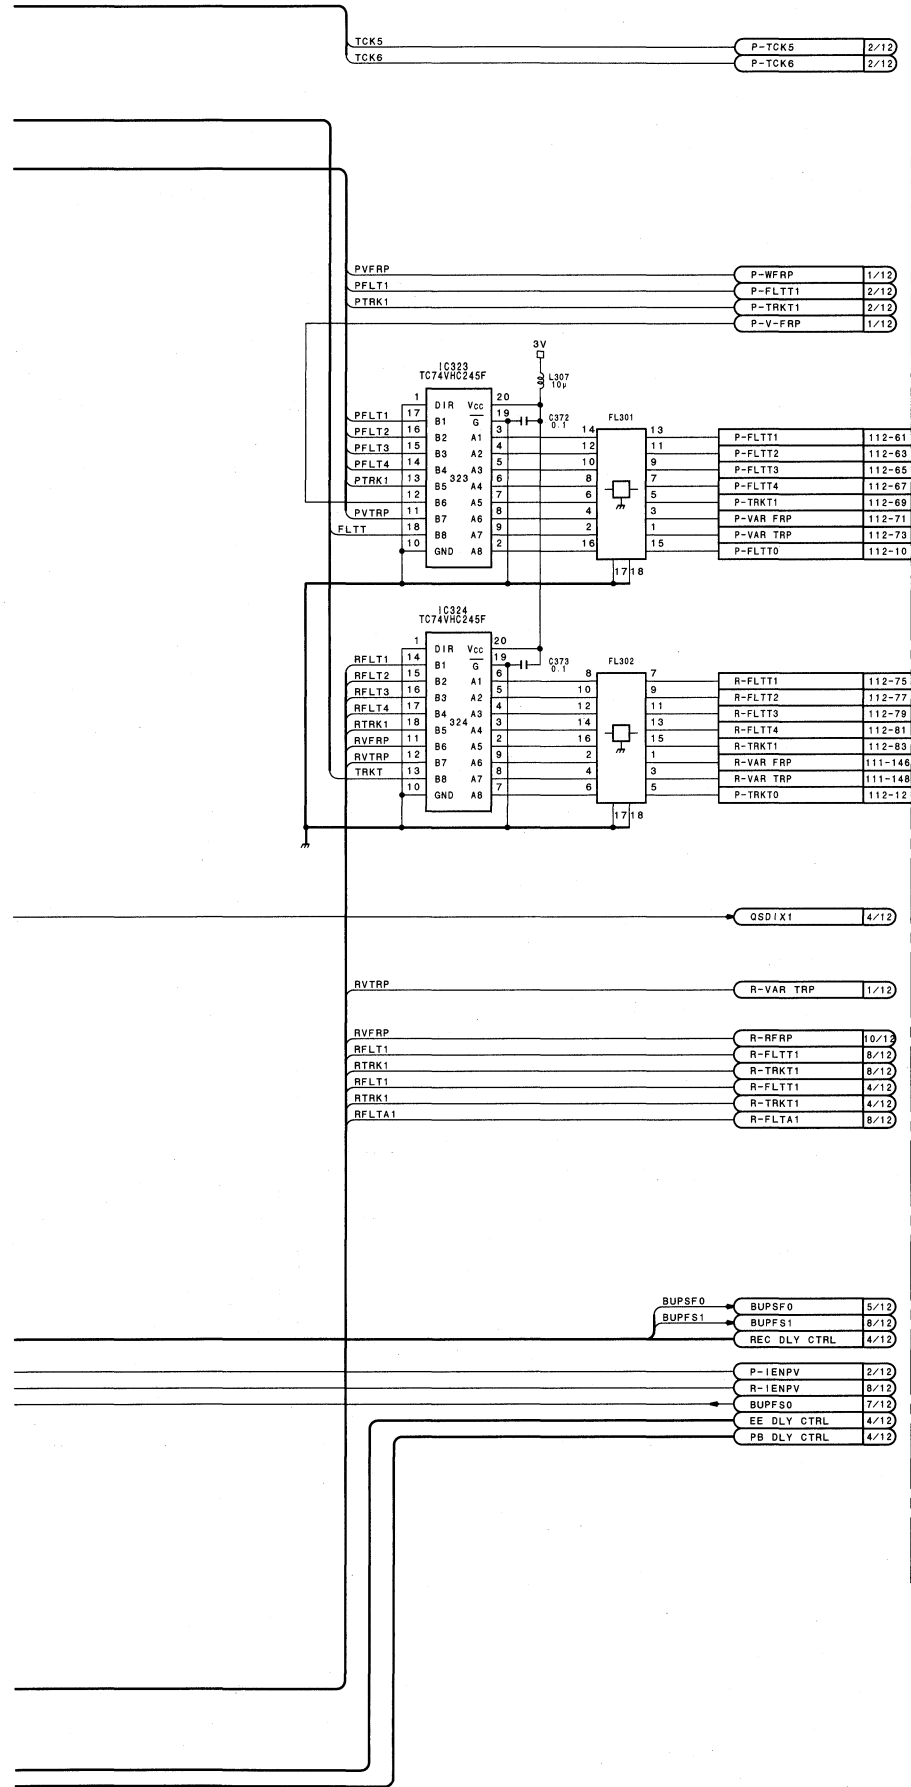 TCK5 P-TCK5 2/12
TCK6 P-TCK6 2/12
PVFRP P-WFRP 1/12
PFLT1 P-FLTT1 2/12
PTRK1 P-TRKT1 2/12
P-V-FRP 1/12
3V
L307
10μ
IC323
TC74VHC245F
1 DIR Vcc 20
PFLT1 17 B1 G 19
C372
0.1
FL301
PFLT2 16 B2 A1 3 14 13 P-FLTT1 112-61
PFLT3 15 B3 A2 4 12 11 P-FLTT2 112-63
PFLT4 14 B4 A3 5 10 9 P-FLTT3 112-65
PTRK1 13 B5 323 A4 6 8 7 P-FLTT4 112-67
12 B6 A5 7 6 5 P-TRKT1 112-69
PVTRP 11 B7 A6 8 4 3 P-VAR FRP 112-71
FLTT 18 B8 A7 9 2 1 P-VAR TRP 112-73
10 GND A8 2 16 15 P-FLTT0 112-10
17 18
IC324
TC74VHC245F
1 DIR Vcc 20
RFLT1 14 B1 G 19
C373
0.1
FL302
RFLT2 15 B2 A1 6 8 7 R-FLTT1 112-75
RFLT3 16 B3 A2 5 10 9 R-FLTT2 112-77
RFLT4 17 B4 A3 4 12 11 R-FLTT3 112-79
RTRK1 18 B5 324 A4 3 14 13 R-FLTT4 112-81
RVFRP 11 B6 A5 2 16 15 R-TRKT1 112-83
RVTRP 12 B7 A6 9 2 1 R-VAR FRP 111-146
TRKT 13 B8 A7 8 4 3 R-VAR TRP 111-148
10 GND A8 7 6 5 P-TRKT0 112-12
17 18
QSDIX1 4/12
RVTRP R-VAR TRP 1/12
RVFRP R-RFRP 10/12
RFLT1 R-FLTT1 8/12
RTRK1 R-TRKT1 8/12
RFLT1 R-FLTT1 4/12
RTRK1 R-TRKT1 4/12
RFLTA1 R-FLTA1 8/12
BUPSF0 BUPSF0 5/12
BUPFS1 BUPFS1 8/12
REC DLY CTRL 4/12
P-IENPV 2/12
R-IENPV 8/12
BUPFS0 7/12
EE DLY CTRL 4/12
PB DLY CTRL 4/12